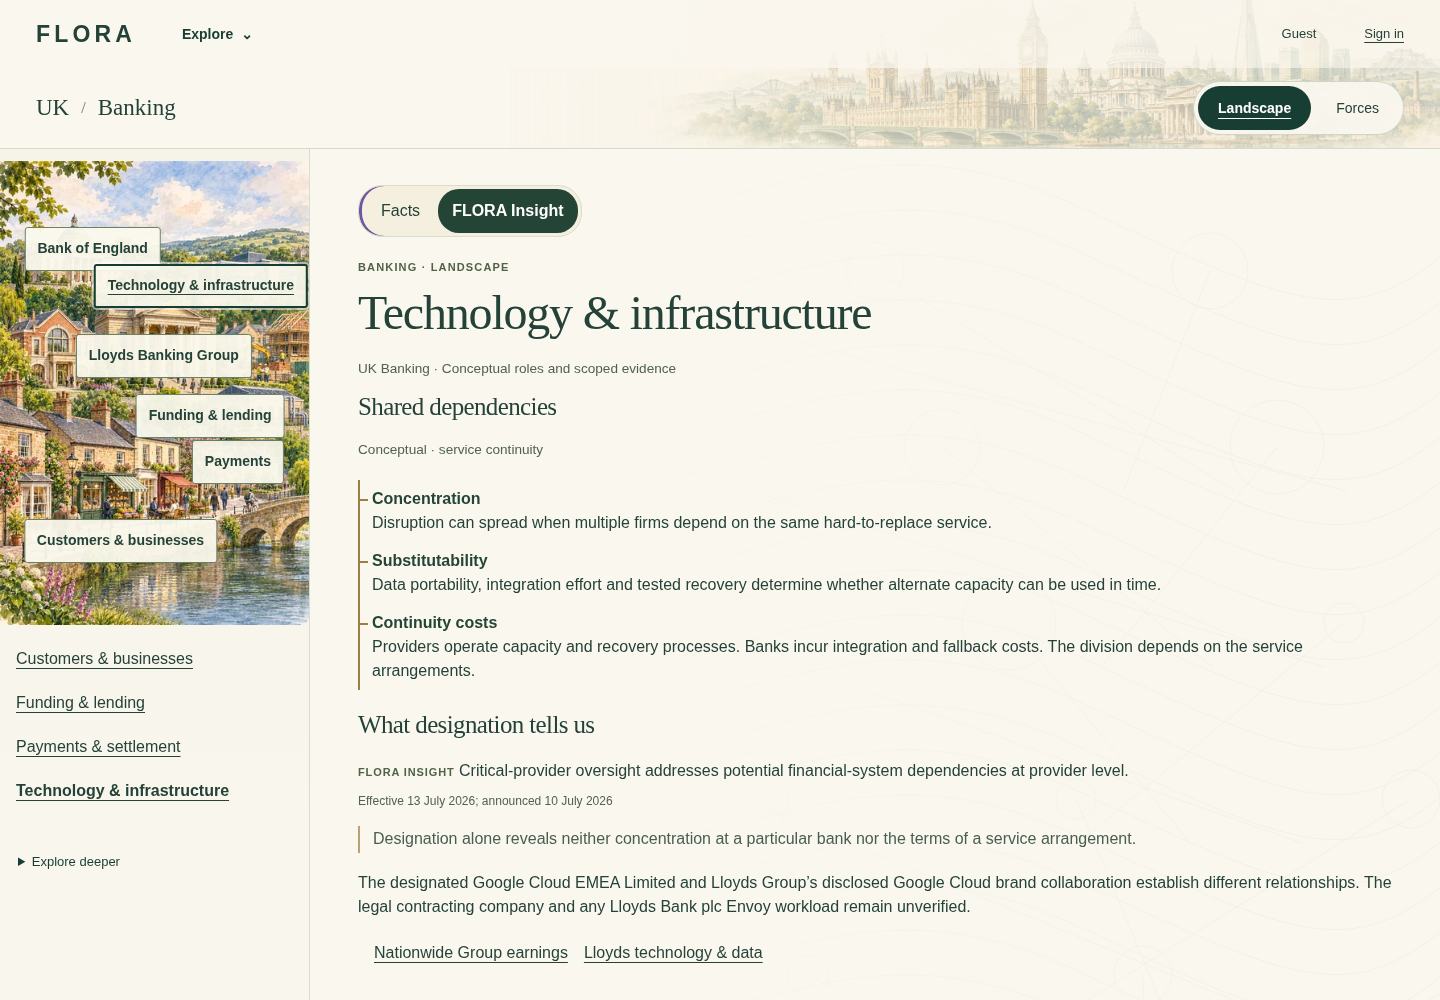 FLORA
Explore
Guest
Sign in
UK / Banking
Landscape
Forces
Bank of England
Technology & infrastructure
Lloyds Banking Group
Funding & lending
Payments
Customers & businesses
Customers & businesses
Funding & lending
Payments & settlement
Technology & infrastructure
Explore deeper
Facts
FLORA Insight
BANKING · LANDSCAPE
Technology & infrastructure
UK Banking · Conceptual roles and scoped evidence
Shared dependencies
Conceptual · service continuity
Concentration
Disruption can spread when multiple firms depend on the same hard-to-replace service.
Substitutability
Data portability, integration effort and tested recovery determine whether alternate capacity can be used in time.
Continuity costs
Providers operate capacity and recovery processes. Banks incur integration and fallback costs. The division depends on the service
arrangements.
What designation tells us
FLORA INSIGHT Critical-provider oversight addresses potential financial-system dependencies at provider level.
Effective 13 July 2026; announced 10 July 2026
Designation alone reveals neither concentration at a particular bank nor the terms of a service arrangement.
The designated Google Cloud EMEA Limited and Lloyds Group’s disclosed Google Cloud brand collaboration establish different relationships. The
legal contracting company and any Lloyds Bank plc Envoy workload remain unverified.
Nationwide Group earnings
Lloyds technology & data